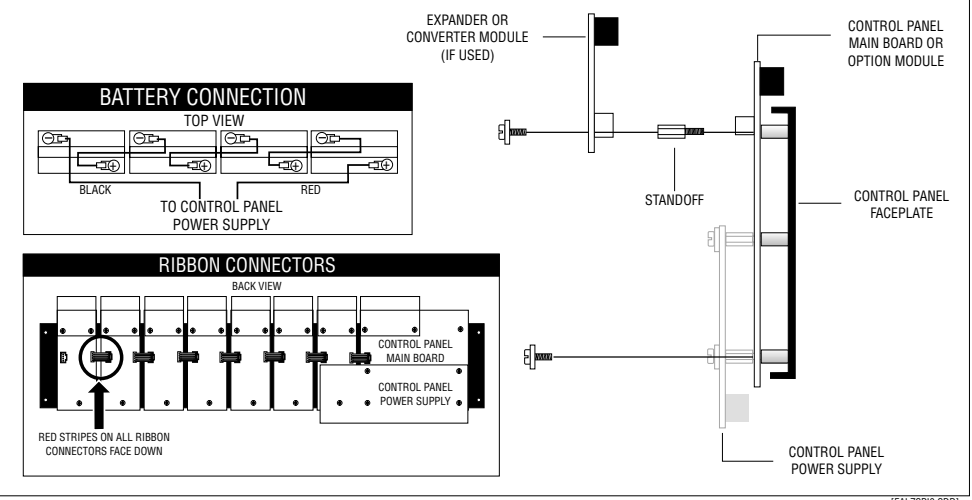 EXPANDER OR
CONVERTER MODULE
(IF USED)
CONTROL PANEL
MAIN BOARD OR
OPTION MODULE
BATTERY CONNECTION
TOP VIEW
BLACK
RED
TO CONTROL PANEL
POWER SUPPLY
STANDOFF
CONTROL PANEL
FACEPLATE
RIBBON CONNECTORS
BACK VIEW
CONTROL PANEL
MAIN BOARD
CONTROL PANEL
POWER SUPPLY
RED STRIPES ON ALL RIBBON
CONNECTORS FACE DOWN
CONTROL PANEL
POWER SUPPLY